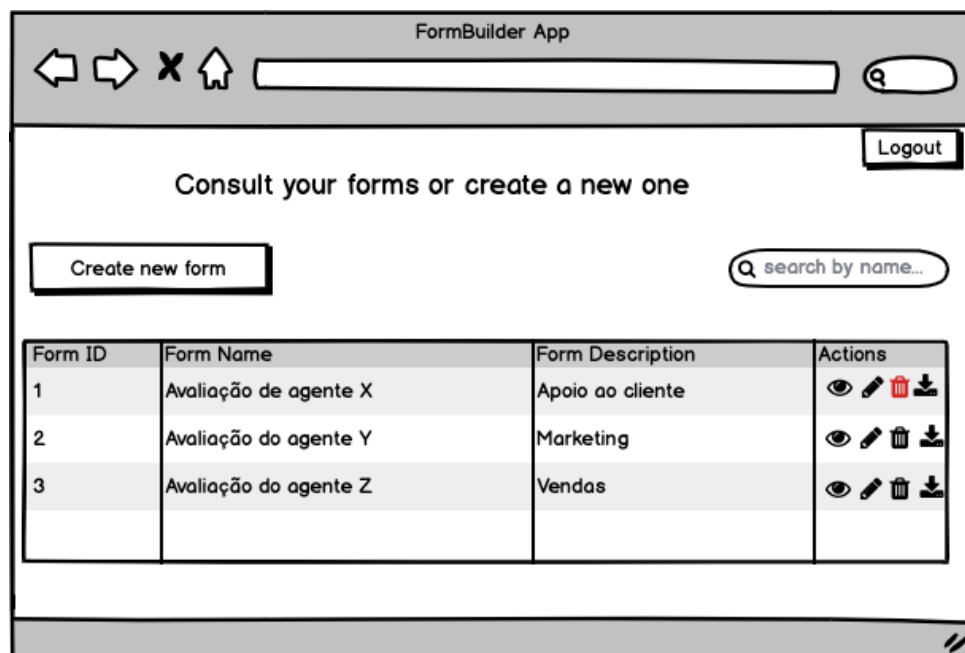 FormBuilder App
Logout
Consult your forms or create a new one
Create new form
search by name...
Form ID Form Name Form Description Actions
1 Avaliação de agente X Apoio ao cliente
2 Avaliação do agente Y Marketing
3 Avaliação do agente Z Vendas